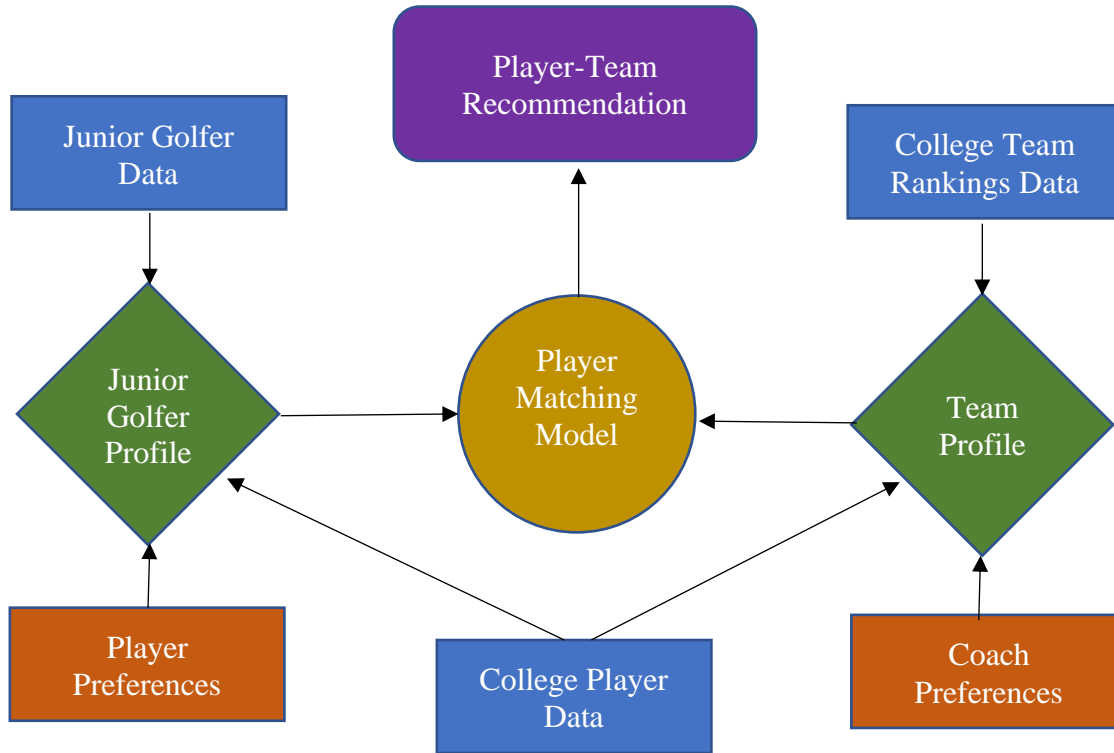 Player-Team
Recommendation
Junior Golfer
Data
College Team
Rankings Data
Junior
Golfer
Profile
Player
Matching
Model
Team
Profile
Player
Preferences
College Player
Data
Coach
Preferences